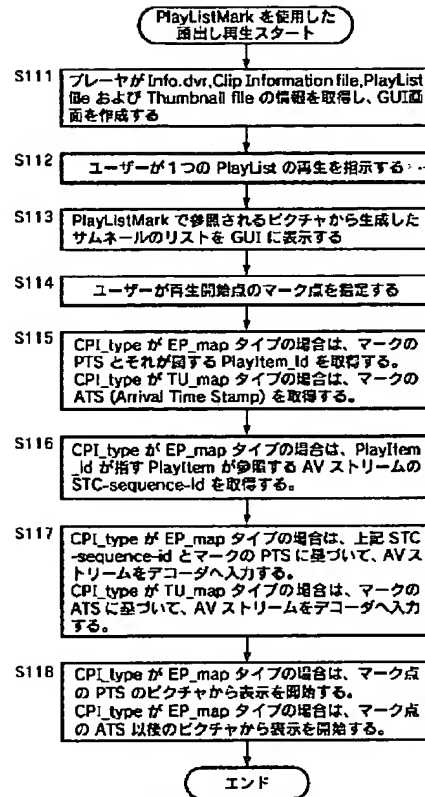 PlayListMark を使用した
頭出し再生スタート
S111
プレーヤが Info.dvr,Clip Information file,PlayList
file および Thumbnail file の情報を取得し、GUI画
面を作成する
S112
ユーザーが１つの PlayList の再生を指示する
S113
PlayListMark で参照されるピクチャから生成した
サムネールのリストを GUI に表示する
S114
ユーザーが再生開始点のマーク点を指定する
S115
CPI_type が EP_map タイプの場合は、マークの
PTS とそれが属する PlayItem_id を取得する。
CPI_type が TU_map タイプの場合は、マークの
ATS (Arrival Time Stamp) を取得する。
S116
CPI_type が EP_map タイプの場合は、PlayItem
_id が指す PlayItem が参照する AV ストリームの
STC-sequence-id を取得する。
S117
CPI_type が EP_map タイプの場合は、上記 STC
-sequence-id とマークの PTS に基づいて、AVス
トリームをデコーダへ入力する。
CPI_type が TU_map タイプの場合は、マークの
ATS に基づいて、AV ストリームをデコーダへ入力
する。
S118
CPI_type が EP_map タイプの場合は、マーク点
の PTS のピクチャから表示を開始する。
CPI_type が EP_map タイプの場合は、マーク点
の ATS 以後のピクチャから表示を開始する。
エンド